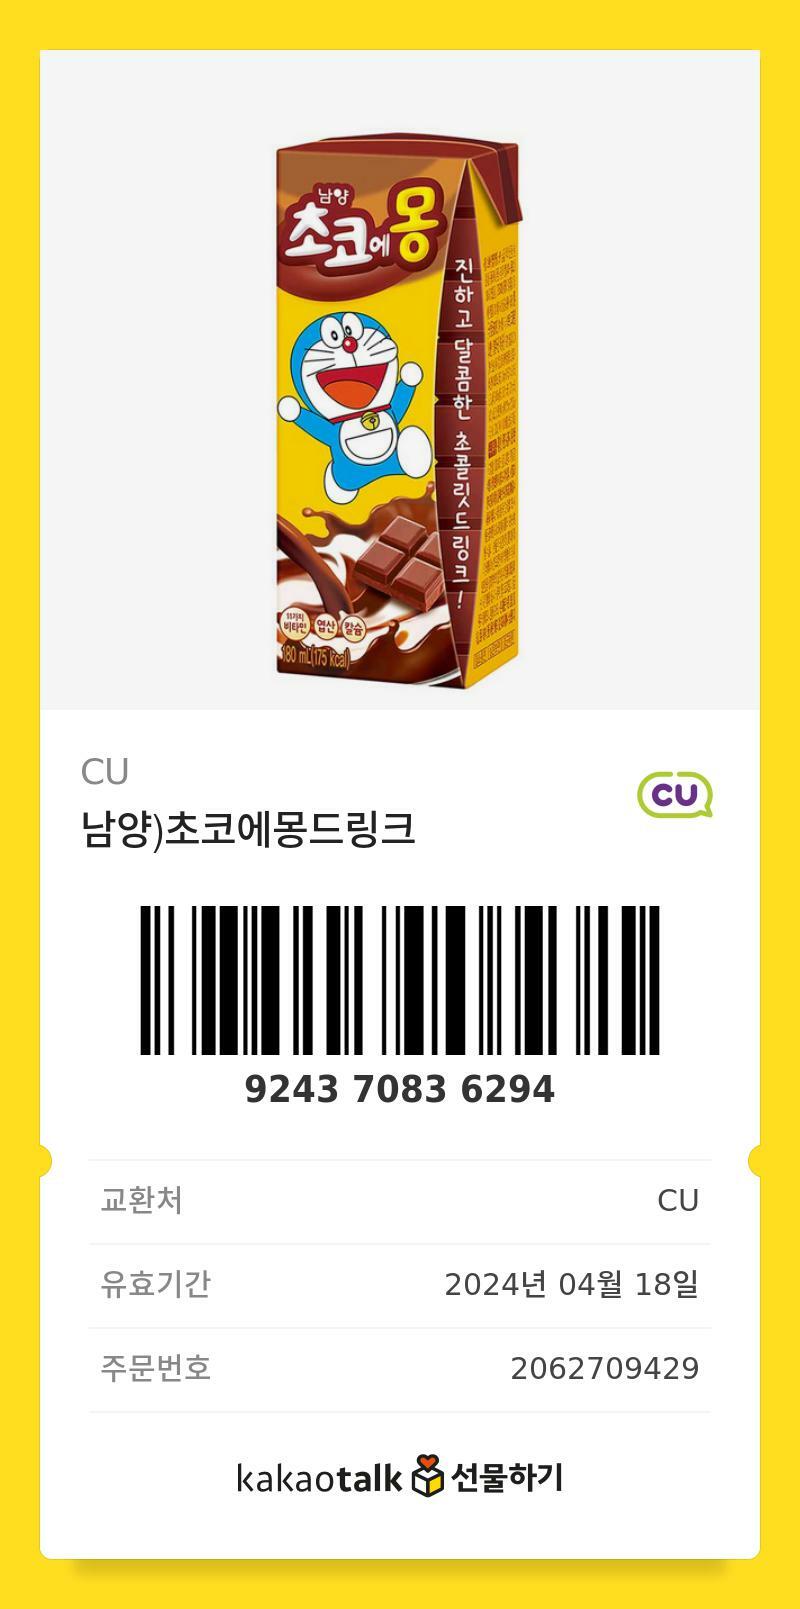 남양
초코에몽
진하고 달콤한 초콜릿드링크!
11가지
비타민
엽산
칼슘
180 mL(175 kcal)
CU
CU
남양)초코에몽드링크
9243 7083 6294
교환처 CU
유효기간 2024년 04월 18일
주문번호 2062709429
kakaotalk 선물하기